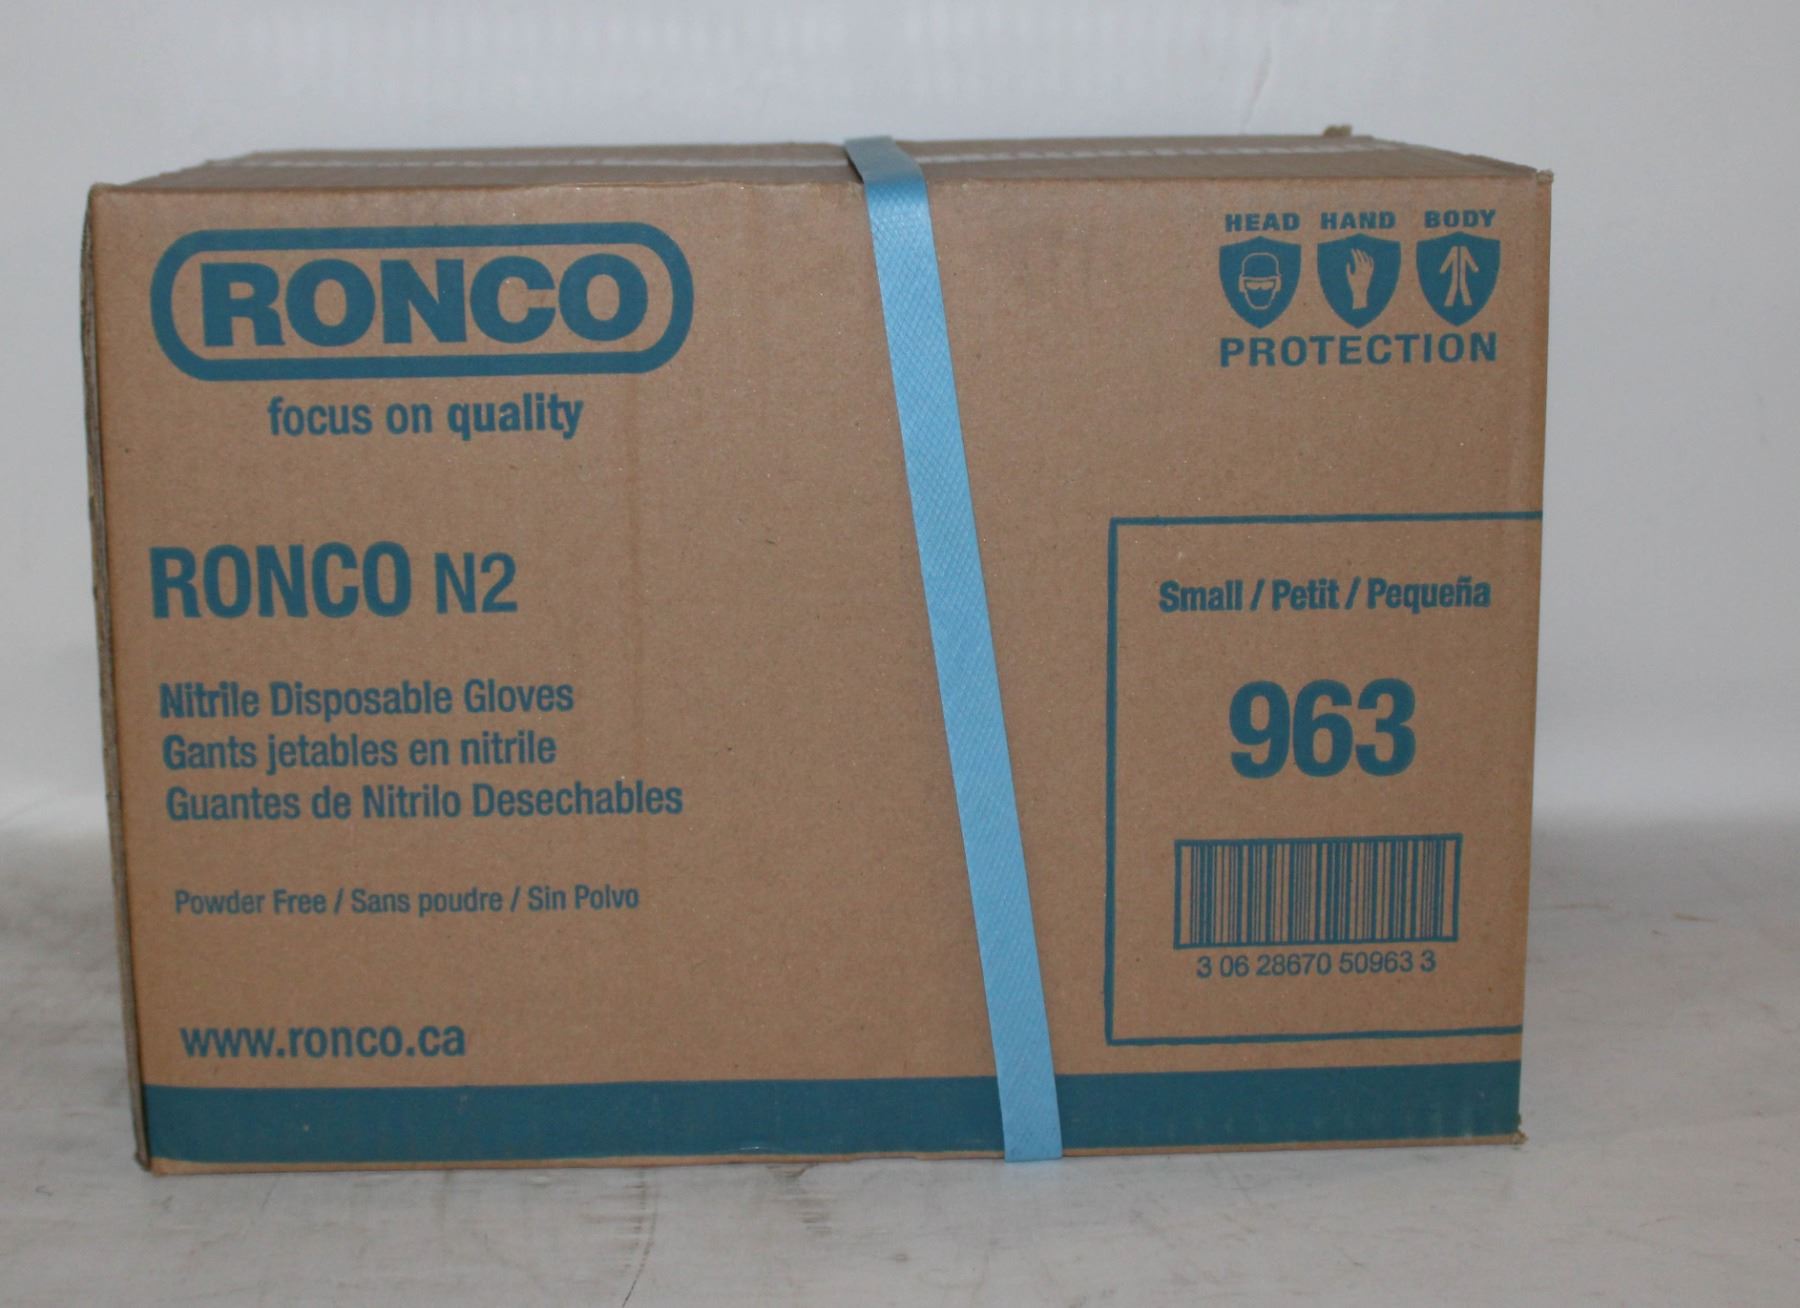 RONCO
focus on quality
HEAD HAND BODY
PROTECTION
RONCO N2
Nitrile Disposable Gloves
Gants jetables en nitrile
Guantes de Nitrilo Desechables
Powder Free / Sans poudre / Sin Polvo
www.ronco.ca
Small / Petit / Pequeña
963
3 06 28670 50963 3